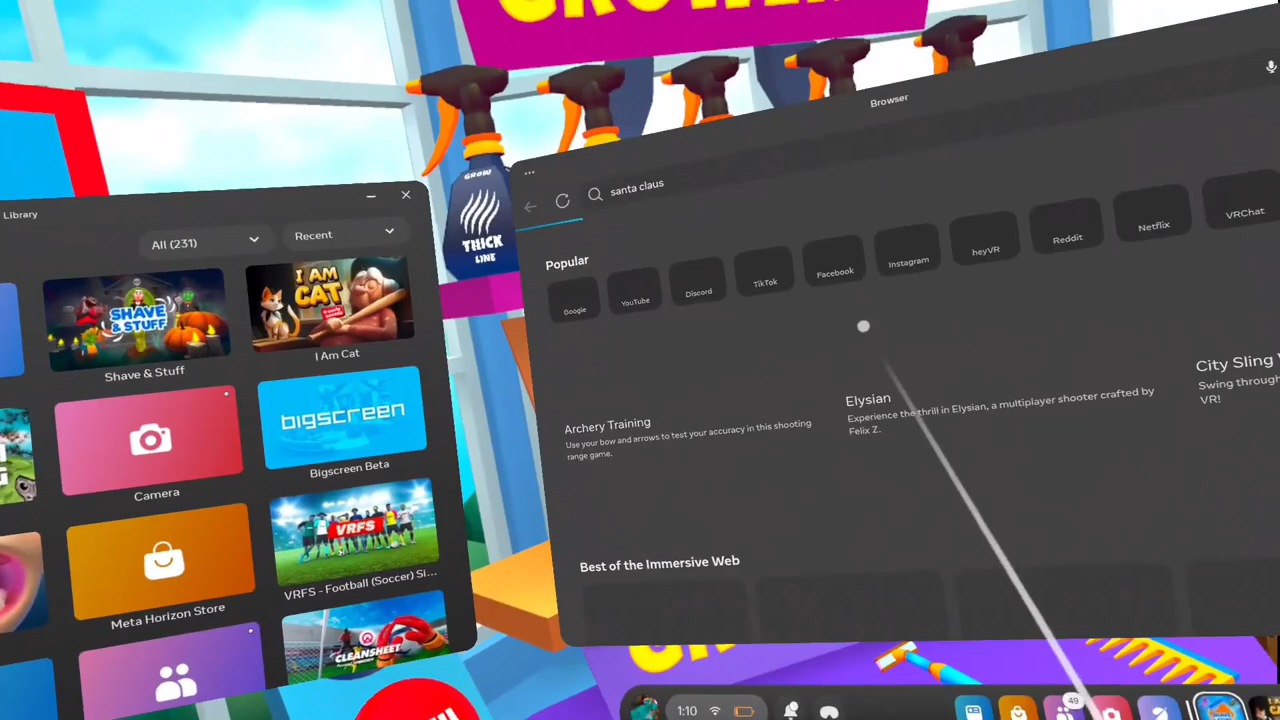 GROWER
GROW
THICK
LINE
Library
All (231)
Recent
SHAVE
& STUFF
Shave & Stuff
I AM
CAT
I Am Cat
Camera
bigscreen
Bigscreen Beta
Meta Horizon Store
VRFS
VRFS - Football (Soccer) Si...
CLEANSHEET
Browser
santa claus
Popular
Google
YouTube
Discord
TikTok
Facebook
Instagram
heyVR
Reddit
Netflix
VRChat
Archery Training
Use your bow and arrows to test your accuracy in this shooting
range game.
Elysian
Experience the thrill in Elysian, a multiplayer shooter crafted by
Felix Z.
City Sling
Swing through
VR!
Best of the Immersive Web
1:10
49